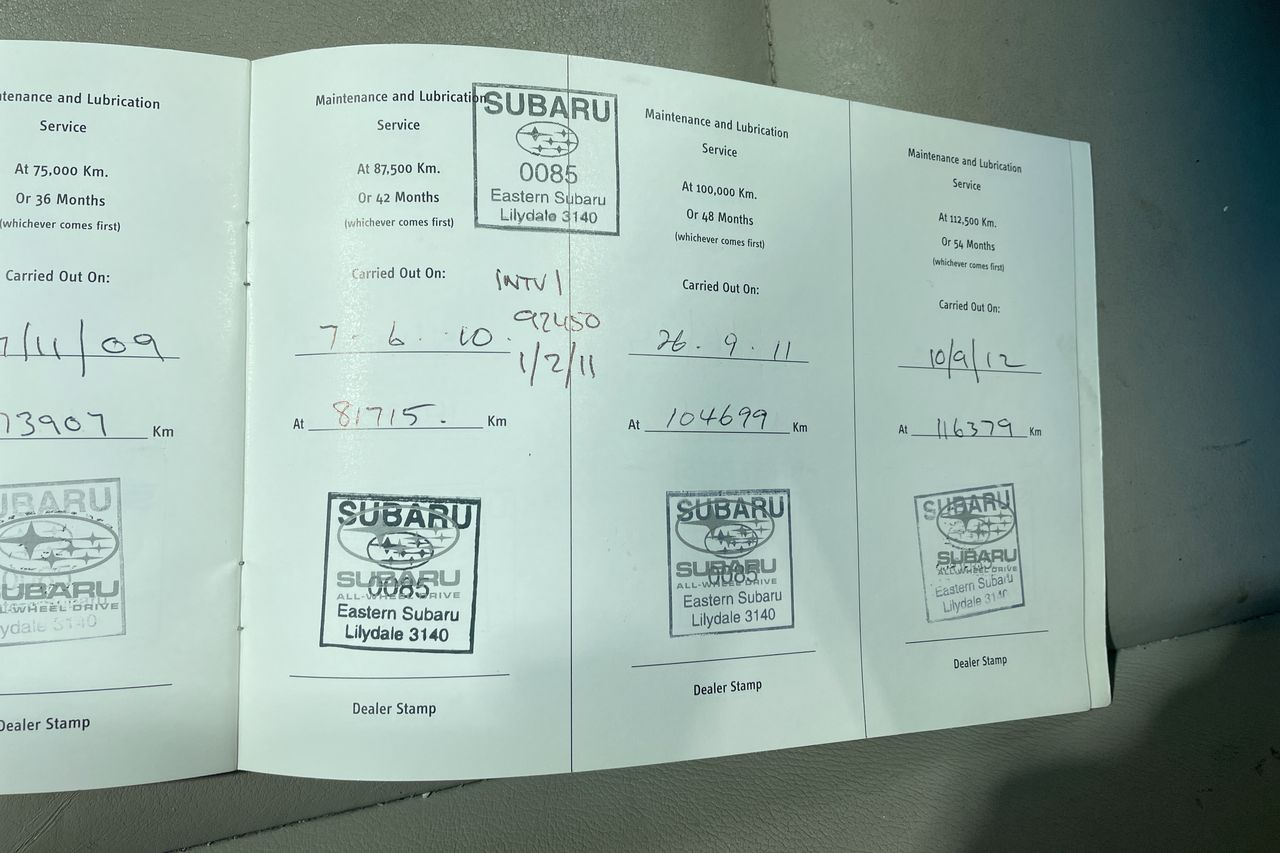 Maintenance and Lubrication
Service
At 75,000 Km.
Or 36 Months
(whichever comes first)
Carried Out On:
/11/09
73907 Km
SUBARU
SUBARU
ALL-WHEEL DRIVE
Lilydale 3140
Dealer Stamp
Maintenance and Lubrication
Service
At 87,500 Km.
Or 42 Months
(whichever comes first)
Carried Out On:
7. 6. 10.
At 81715. Km
SUBARU
SUBARU
0085
ALL-WHEEL DRIVE
Eastern Subaru
Lilydale 3140
Dealer Stamp
SUBARU
0085
Eastern Subaru
Lilydale 3140
INTVI
92450
1/2/11
Maintenance and Lubrication
Service
At 100,000 Km.
Or 48 Months
(whichever comes first)
Carried Out On:
26. 9. 11
At 104699 Km
SUBARU
SUBARU
0085
ALL-WHEEL DRIVE
Eastern Subaru
Lilydale 3140
Dealer Stamp
Maintenance and Lubrication
Service
At 112,500 Km.
Or 54 Months
(whichever comes first)
Carried Out On:
10/9/12
At 116379 Km
SUBARU
SUBARU
ALL-WHEEL DRIVE
Eastern Subaru
Lilydale 3140
Dealer Stamp